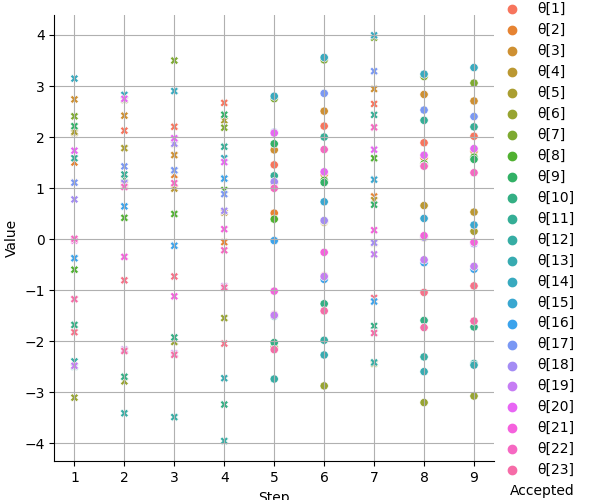 4
3
2
1
0
−1
−2
−3
−4
Value
1 2 3 4 5 6 7 8 9
Step
θ[1]
θ[2]
θ[3]
θ[4]
θ[5]
θ[6]
θ[7]
θ[8]
θ[9]
θ[10]
θ[11]
θ[12]
θ[13]
θ[14]
θ[15]
θ[16]
θ[17]
θ[18]
θ[19]
θ[20]
θ[21]
θ[22]
θ[23]
Accepted